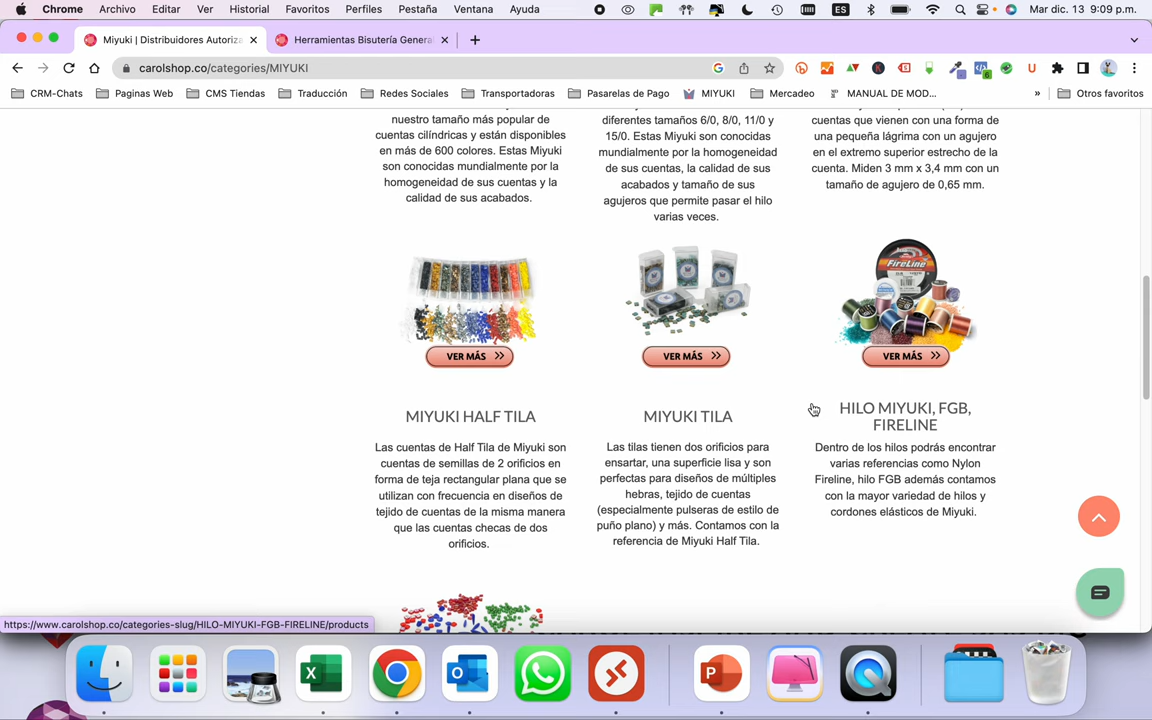 Chrome Archivo Editar Ver Historial Favoritos Perfiles Pestaña Ventana Ayuda ES Mar dic. 13 9:09 p.m.
Miyuki | Distribuidores Autoriza
Herramientas Bisutería Genera
carolshop.co/categories/MIYUKI
CRM-Chats Paginas Web CMS Tiendas Traducción Redes Sociales Transportadoras Pasarelas de Pago MIYUKI Mercadeo MANUAL DE MOD... » Otros favoritos
nuestro tamaño más popular de
cuentas cilíndricas y están disponibles
en más de 600 colores. Estas Miyuki
son conocidas mundialmente por la
homogeneidad de sus cuentas y la
calidad de sus acabados.
diferentes tamaños 6/0, 8/0, 11/0 y
15/0. Estas Miyuki son conocidas
mundialmente por la homogeneidad
de sus cuentas, la calidad de sus
acabados y tamaño de sus
agujeros que permite pasar el hilo
varias veces.
cuentas que vienen con una forma de
una pequeña lágrima con un agujero
en el extremo superior estrecho de la
cuenta. Miden 3 mm x 3,4 mm con un
tamaño de agujero de 0,65 mm.
FIRELINE
VER MÁS
VER MÁS
VER MÁS
MIYUKI HALF TILA
Las cuentas de Half Tila de Miyuki son
cuentas de semillas de 2 orificios en
forma de teja rectangular plana que se
utilizan con frecuencia en diseños de
tejido de cuentas de la misma manera
que las cuentas checas de dos
orificios.
MIYUKI TILA
Las tilas tienen dos orificios para
ensartar, una superficie lisa y son
perfectas para diseños de múltiples
hebras, tejido de cuentas
(especialmente pulseras de estilo de
puño plano) y más. Contamos con la
referencia de Miyuki Half Tila.
HILO MIYUKI, FGB,
FIRELINE
Dentro de los hilos podrás encontrar
varias referencias como Nylon
Fireline, hilo FGB además contamos
con la mayor variedad de hilos y
cordones elásticos de Miyuki.
https://www.carolshop.co/categories-slug/HILO-MIYUKI-FGB-FIRELINE/products